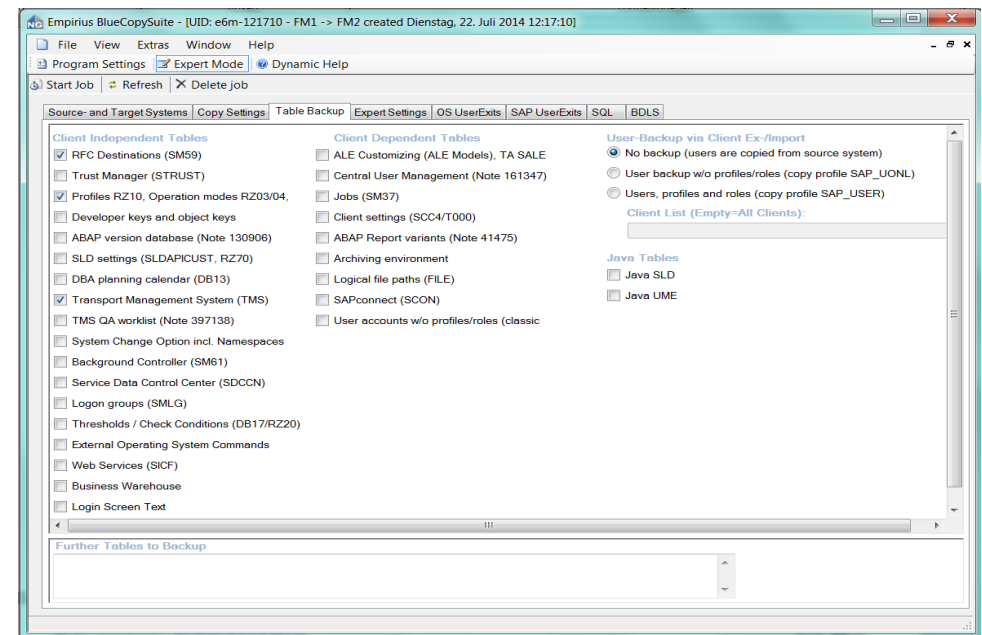 Empirius BlueCopySuite - [UID: e6m-121710 - FM1 -> FM2 created Dienstag, 22. Juli 2014 12:17:10]
File View Extras Window Help
Program Settings Expert Mode Dynamic Help
Start Job Refresh Delete job
Source- and Target Systems Copy Settings Table Backup Expert Settings OS UserExits SAP UserExits SQL BDLS
Client Independent Tables
RFC Destinations (SM59)
Trust Manager (STRUST)
Profiles RZ10, Operation modes RZ03/04,
Developer keys and object keys
ABAP version database (Note 130906)
SLD settings (SLDAPICUST, RZ70)
DBA planning calendar (DB13)
Transport Management System (TMS)
TMS QA worklist (Note 397138)
System Change Option incl. Namespaces
Background Controller (SM61)
Service Data Control Center (SDCCN)
Logon groups (SMLG)
Thresholds / Check Conditions (DB17/RZ20)
External Operating System Commands
Web Services (SICF)
Business Warehouse
Login Screen Text
Client Dependent Tables
ALE Customizing (ALE Models), TA SALE
Central User Management (Note 161347)
Jobs (SM37)
Client settings (SCC4/T000)
ABAP Report variants (Note 41475)
Archiving environment
Logical file paths (FILE)
SAPconnect (SCON)
User accounts w/o profiles/roles (classic
User-Backup via Client Ex-/Import
No backup (users are copied from source system)
User backup w/o profiles/roles (copy profile SAP_UONL)
Users, profiles and roles (copy profile SAP_USER)
Client List (Empty=All Clients):
Java Tables
Java SLD
Java UME
Further Tables to Backup